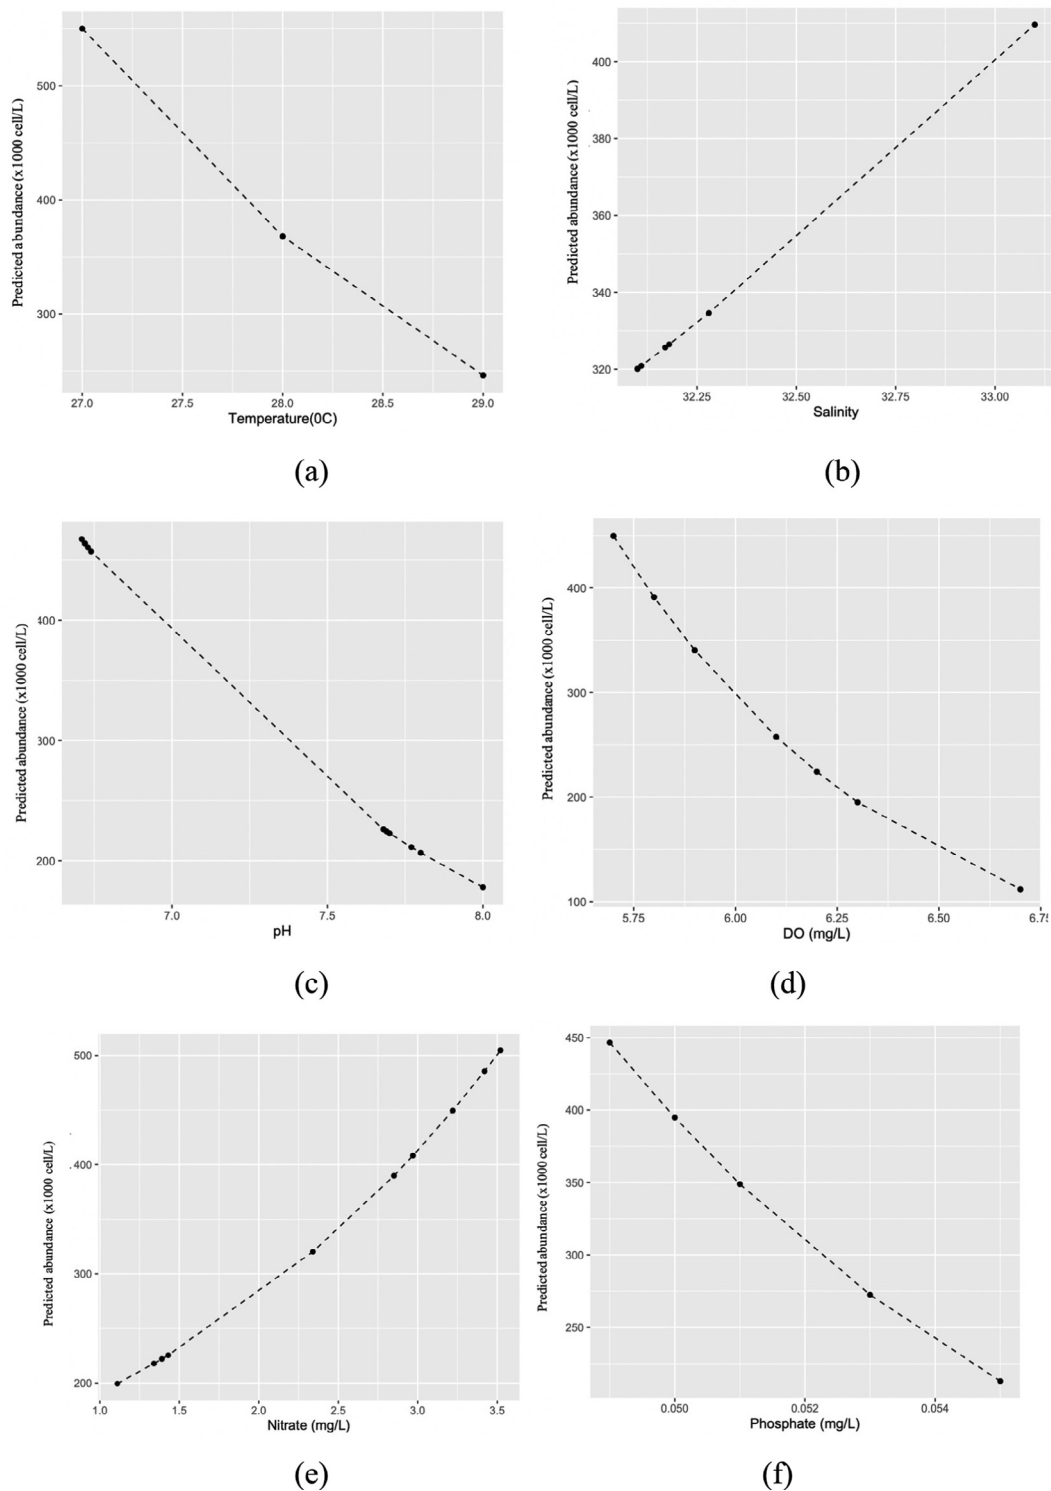 500
400
300
Predicted abundance (x1000 cell/L)
27.0 27.5 28.0 28.5 29.0
Temperature(0C)
(a)
400
380
360
340
320
Predicted abundance (x1000 cell/L)
32.25 32.50 32.75 33.00
Salinity
(b)
400
300
200
Predicted abundance (x1000 cell/L)
7.0 7.5 8.0
pH
(c)
400
300
200
100
Predicted abundance (x1000 cell/L)
5.75 6.00 6.25 6.50 6.75
DO (mg/L)
(d)
500
400
300
200
Predicted abundance (x1000 cell/L)
1.0 1.5 2.0 2.5 3.0 3.5
Nitrate (mg/L)
(e)
450
400
350
300
250
Predicted abundance (x1000 cell/L)
0.050 0.052 0.054
Phosphate (mg/L)
(f)